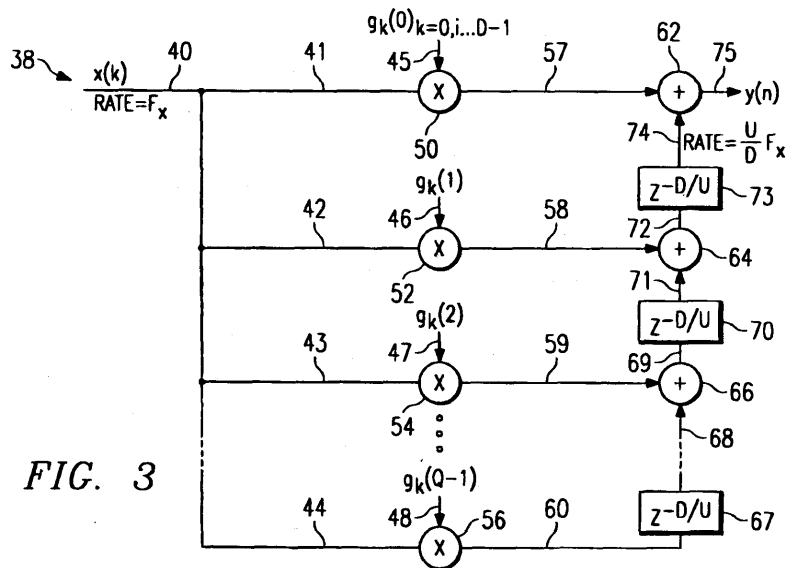 g_k(0)_k=0,i...D-1
38
x(k)
40
41
45
57
62
75
RATE=F_x
X
+
y(n)
50
74
RATE=U/D F_x
z^-D/U
73
g_k(1)
42
46
58
72
X
+
52
64
71
g_k(2)
z^-D/U
70
43
47
59
69
X
+
66
54
68
FIG. 3
g_k(Q-1)
44
48
56
60
z^-D/U
67
X